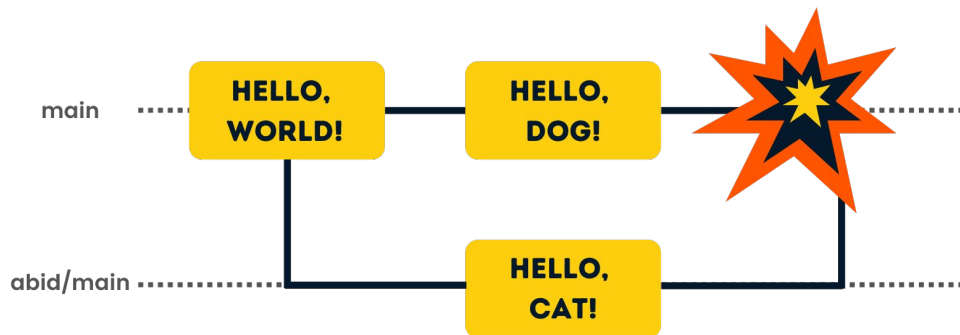 main
HELLO,
WORLD!
HELLO,
DOG!
abid/main
HELLO,
CAT!